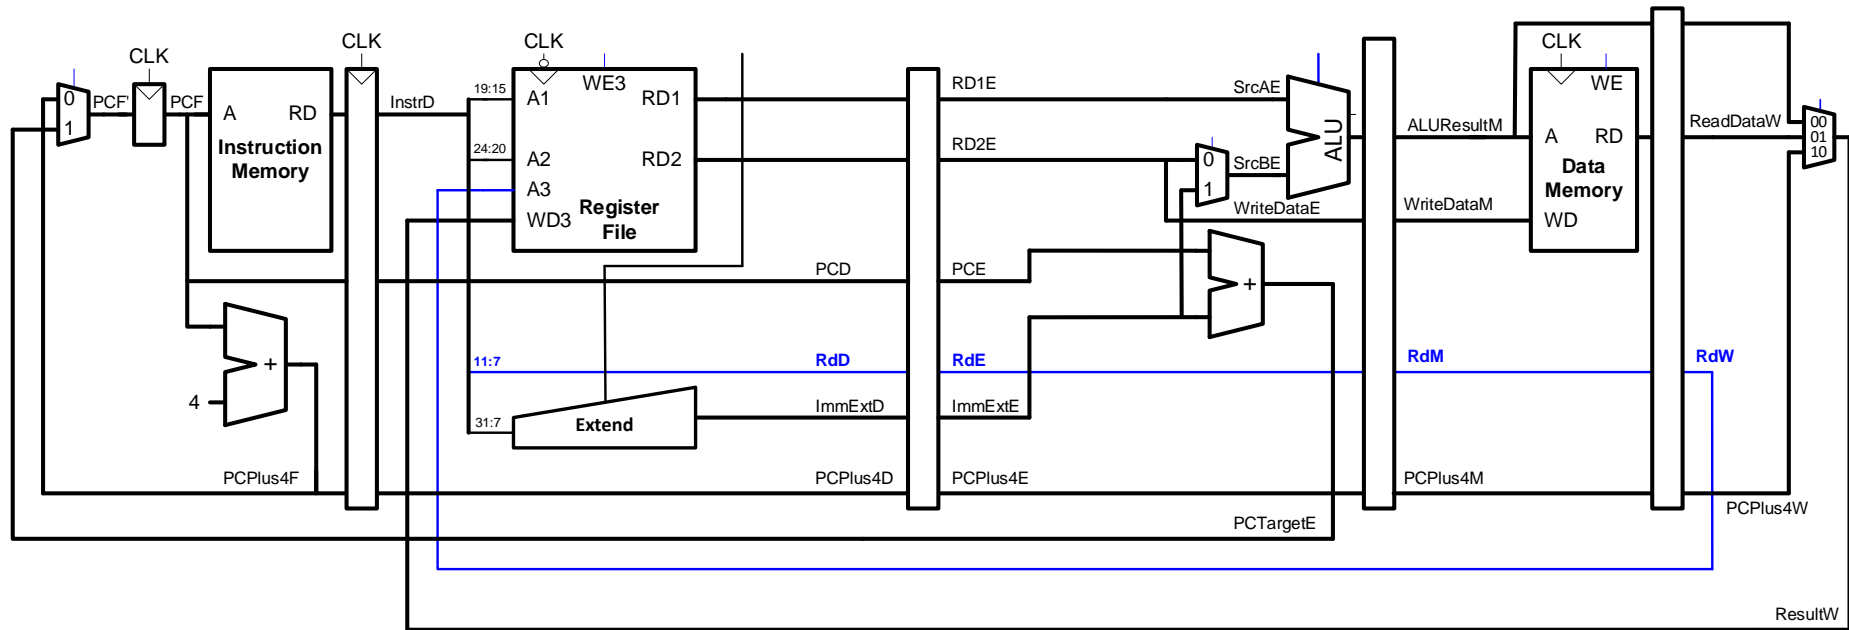 CLK
CLK
CLK
CLK
0
1
PCF'
PCF
A
RD
Instruction
Memory
InstrD
19:15
A1
WE3
RD1
24:20
A2
RD2
A3
WD3
Register
File
RD1E
RD2E
0
1
SrcAE
SrcBE
ALU
WriteDataE
ALUResultM
WriteDataM
WE
A
RD
Data
Memory
WD
ReadDataW
00
01
10
PCD
PCE
+
+
4
11:7
RdD
RdE
RdM
RdW
31:7
Extend
ImmExtD
ImmExtE
PCPlus4F
PCPlus4D
PCPlus4E
PCPlus4M
PCPlus4W
PCTargetE
ResultW